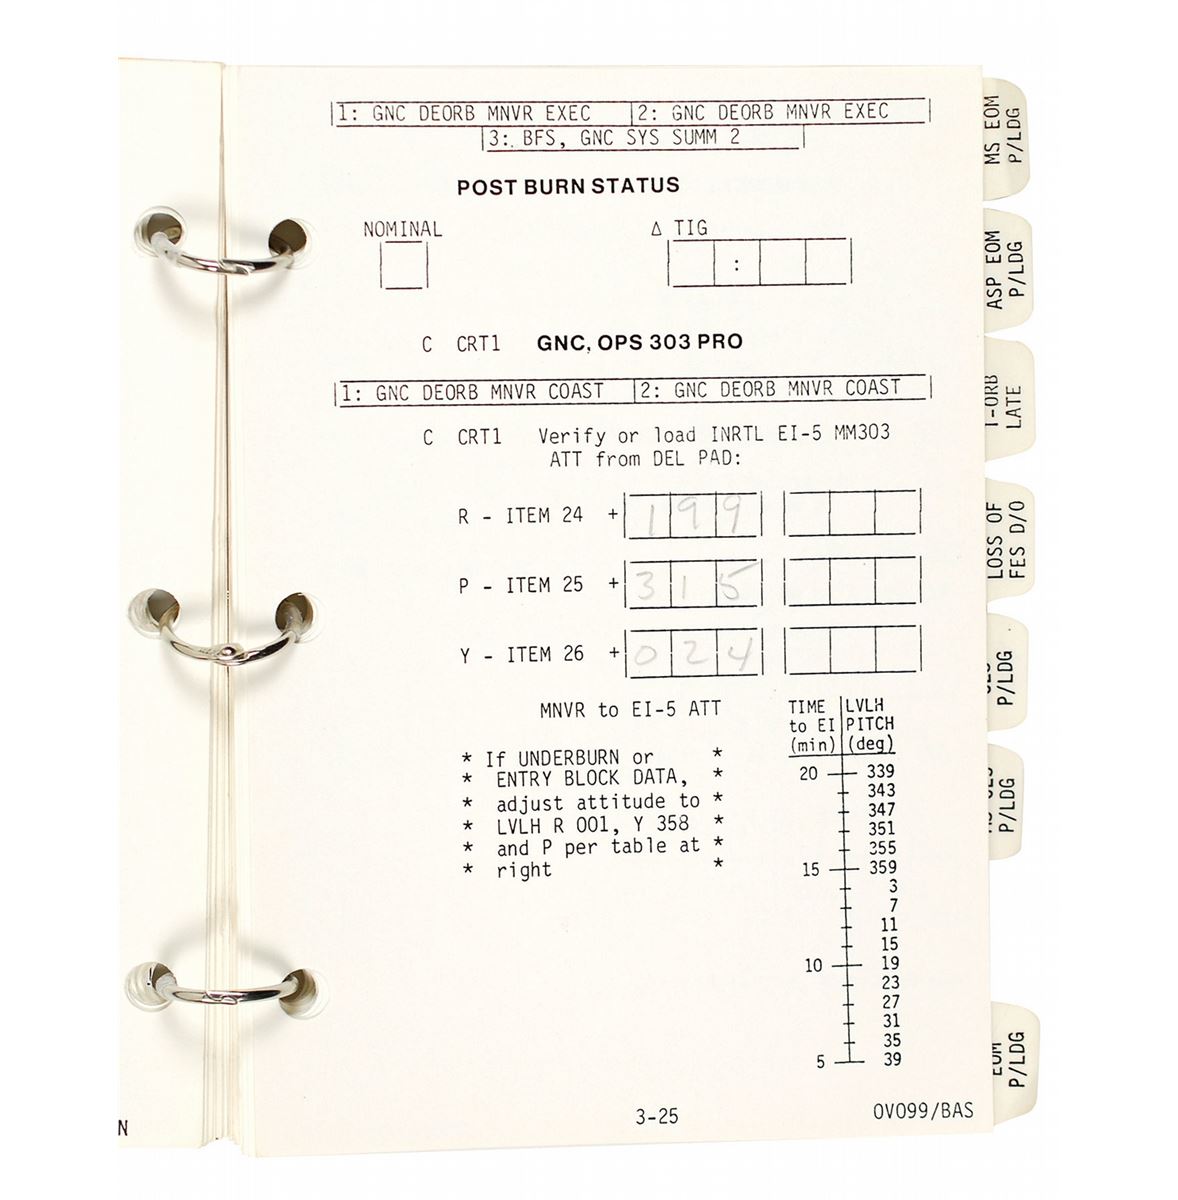 1: GNC DEORB MNVR EXEC 2: GNC DEORB MNVR EXEC
3: BFS, GNC SYS SUMM 2
POST BURN STATUS
NOMINAL Δ TIG
:
C CRT1 GNC, OPS 303 PRO
1: GNC DEORB MNVR COAST 2: GNC DEORB MNVR COAST
C CRT1 Verify or load INRTL EI-5 MM303
ATT from DEL PAD:
R - ITEM 24 + 1 9 9
P - ITEM 25 + 3 1 5
Y - ITEM 26 + 0 2 4
MNVR to EI-5 ATT
* If UNDERBURN or *
* ENTRY BLOCK DATA, *
* adjust attitude to *
* LVLH R 001, Y 358 *
* and P per table at *
* right *
TIME LVLH
to EI PITCH
(min) (deg)
20 339
343
347
351
355
15 359
3
7
11
15
10 19
23
27
31
35
5 39
3-25
OV099/BAS
N
MS EOM
P/LDG
ASP EOM
P/LDG
T-ORB
LATE
LOSS OF
FES D/O
P/LDG
P/LDG
EOM
P/LDG